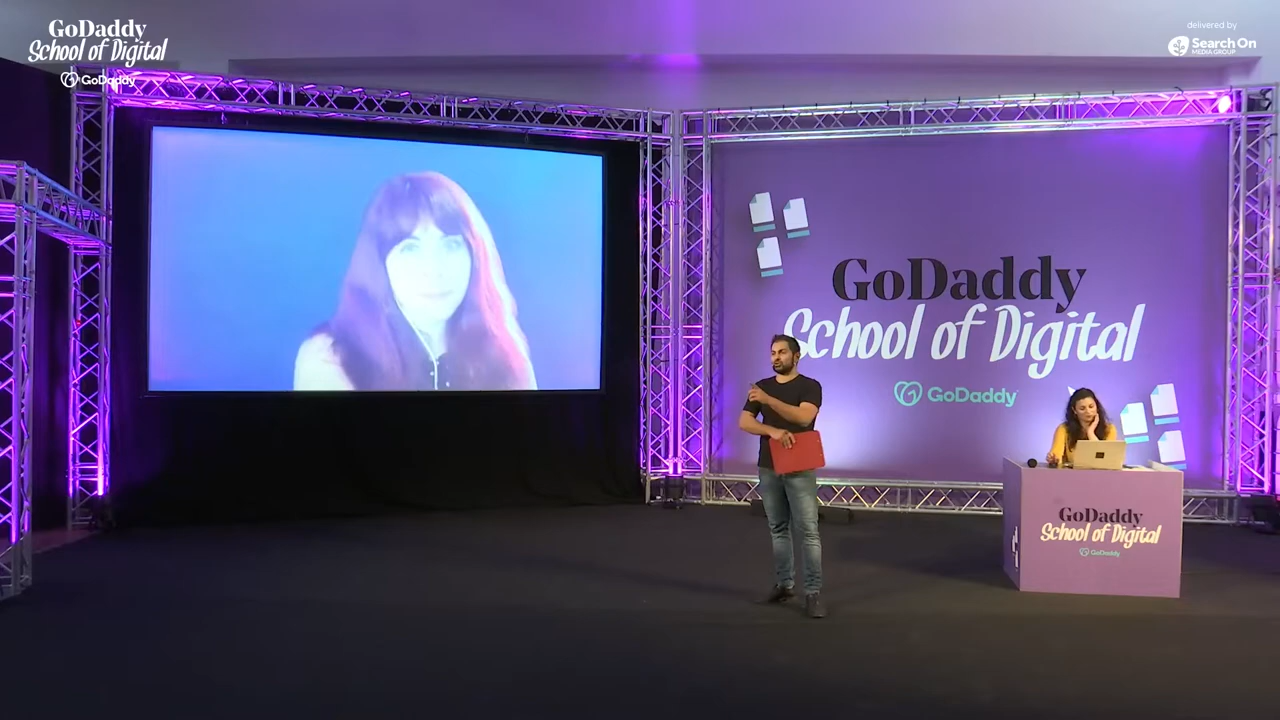 GoDaddy
School of Digital
GoDaddy
delivered by
Search On
MEDIA GROUP
GoDaddy
School of Digital
GoDaddy
GoDaddy
School of Digital
GoDaddy